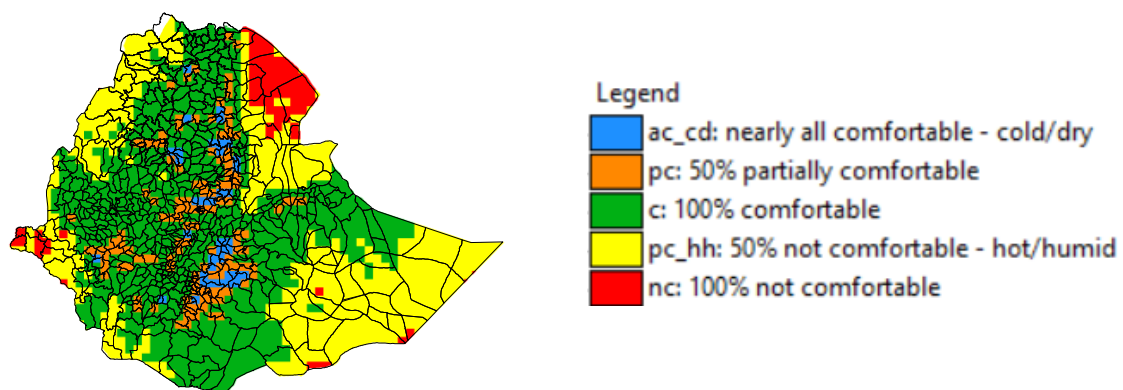 Legend
ac_cd: nearly all comfortable - cold/dry
pc: 50% partially comfortable
c: 100% comfortable
pc_hh: 50% not comfortable - hot/humid
nc: 100% not comfortable